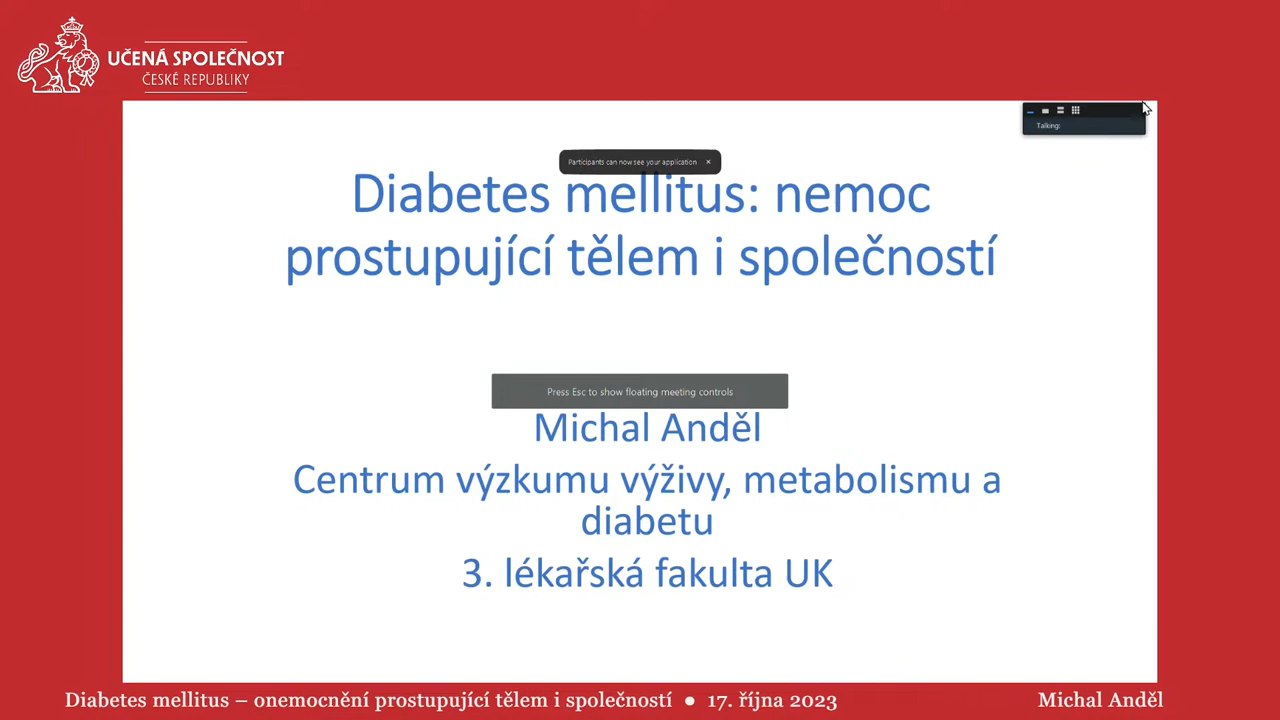 UČENÁ SPOLEČNOST
ČESKÉ REPUBLIKY
Talking:
Participants can now see your application
Diabetes mellitus: nemoc
prostupující tělem i společností
Press Esc to show floating meeting controls
Michal Anděl
Centrum výzkumu výživy, metabolismu a
diabetu
3. lékařská fakulta UK
Diabetes mellitus – onemocnění prostupující tělem i společností ● 17. října 2023 Michal Anděl